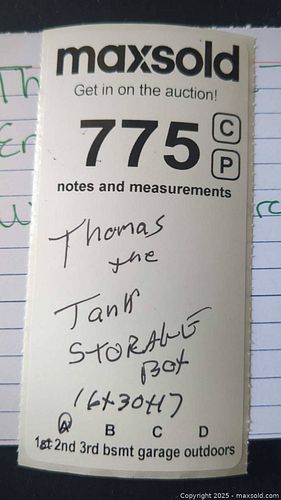 maxsold
Get in on the auction!
775 C
P
notes and measurements
Thomas
the
Tank
STORAGE
BOX
16x30x17
A B C D
1st 2nd 3rd bsmt garage outdoors
Copyright 2025 - maxsold.com